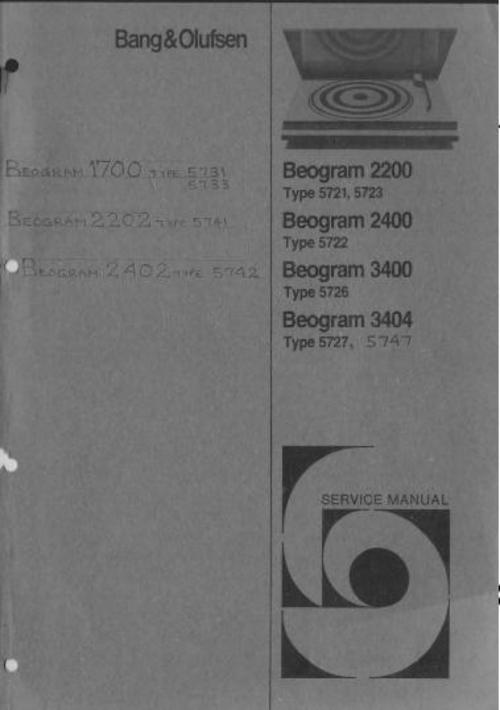 Bang&Olufsen
BEOGRAM 1700 TYPE 5731
5733
BEOGRAM 2202 TYPE 5741
BEOGRAM 2402 TYPE 5742
Beogram 2200
Type 5721, 5723
Beogram 2400
Type 5722
Beogram 3400
Type 5726
Beogram 3404
Type 5727, 5747
SERVICE MANUAL